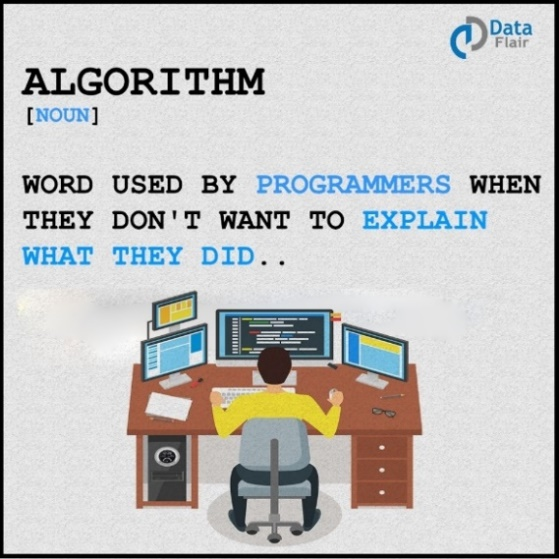 Data
Flair
ALGORITHM
[NOUN]
WORD USED BY PROGRAMMERS WHEN
THEY DON'T WANT TO EXPLAIN
WHAT THEY DID..